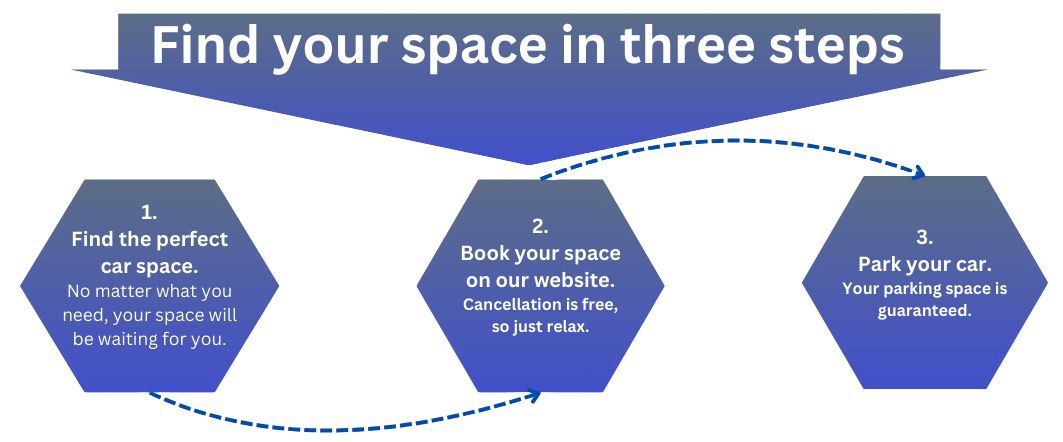 Find your space in three steps
1.
Find the perfect
car space.
No matter what you
need, your space will
be waiting for you.
2.
Book your space
on our website.
Cancellation is free,
so just relax.
3.
Park your car.
Your parking space is
guaranteed.